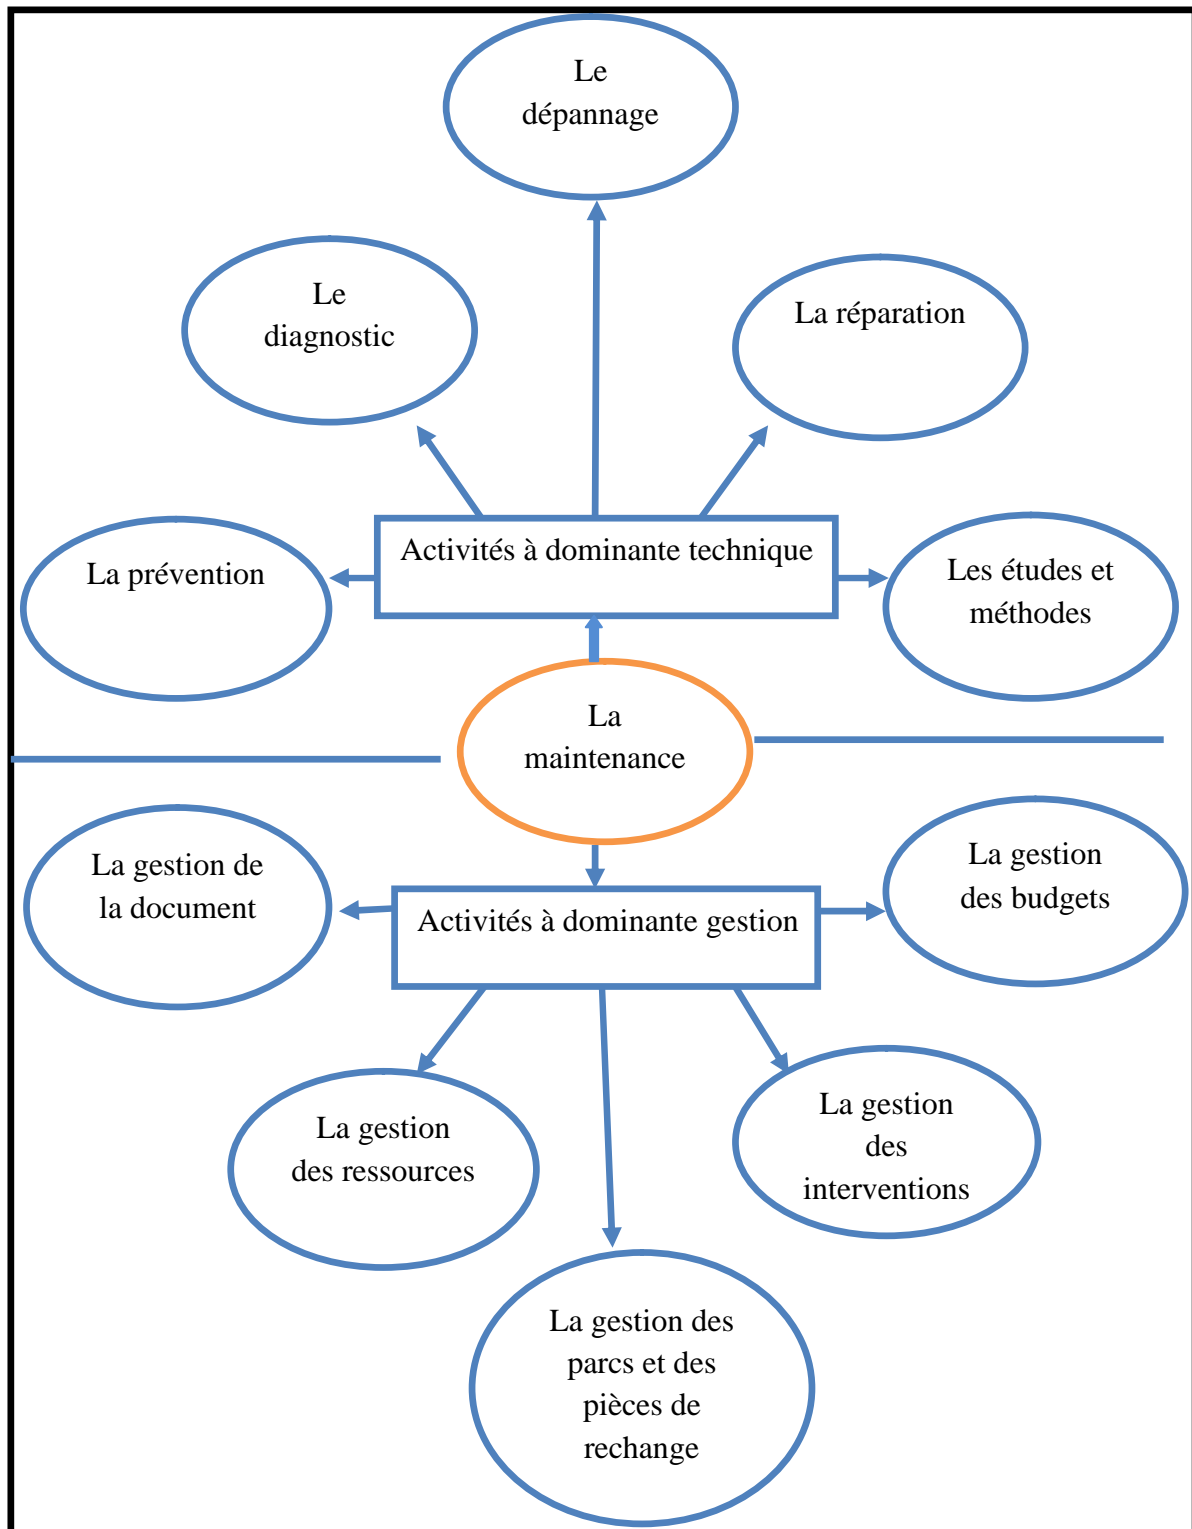 Le
dépannage
Le
diagnostic
La réparation
Activités à dominante technique
La prévention
Les études et
méthodes
La
maintenance
La gestion de
la document
La gestion
des budgets
Activités à dominante gestion
La gestion
des ressources
La gestion
des
interventions
La gestion des
parcs et des
pièces de
rechange